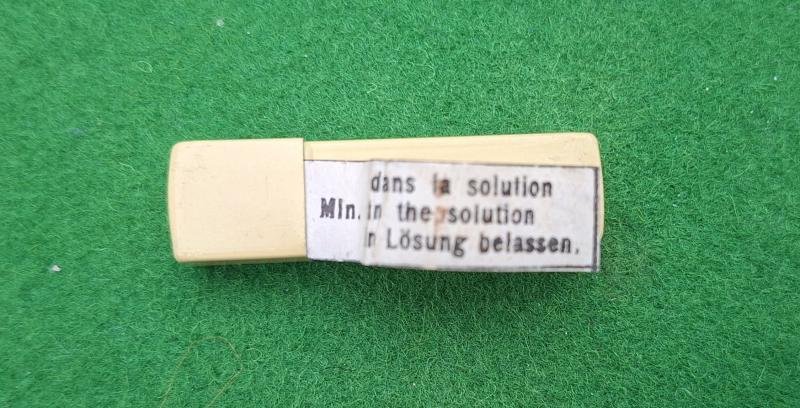 dans la solution
Min. in the solution
n Lösung belassen.